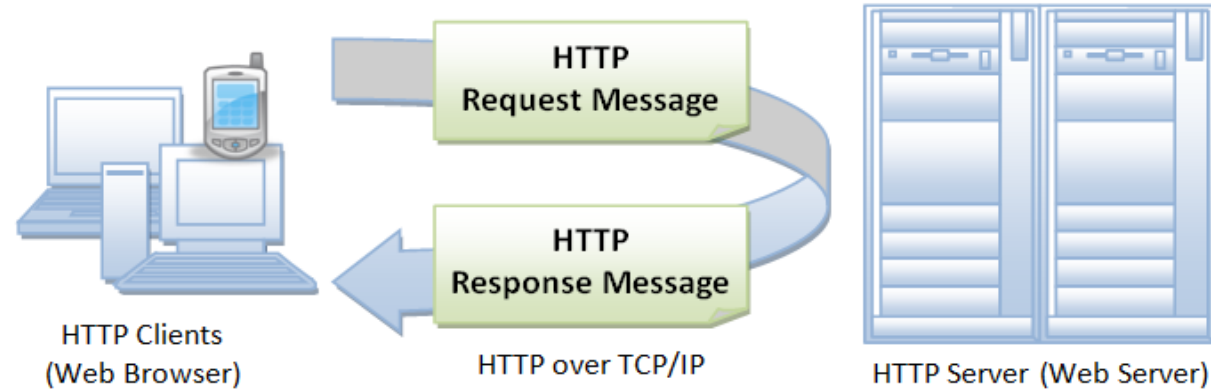 HTTP
Request Message
HTTP
Response Message
HTTP Clients
(Web Browser)
HTTP over TCP/IP
HTTP Server (Web Server)